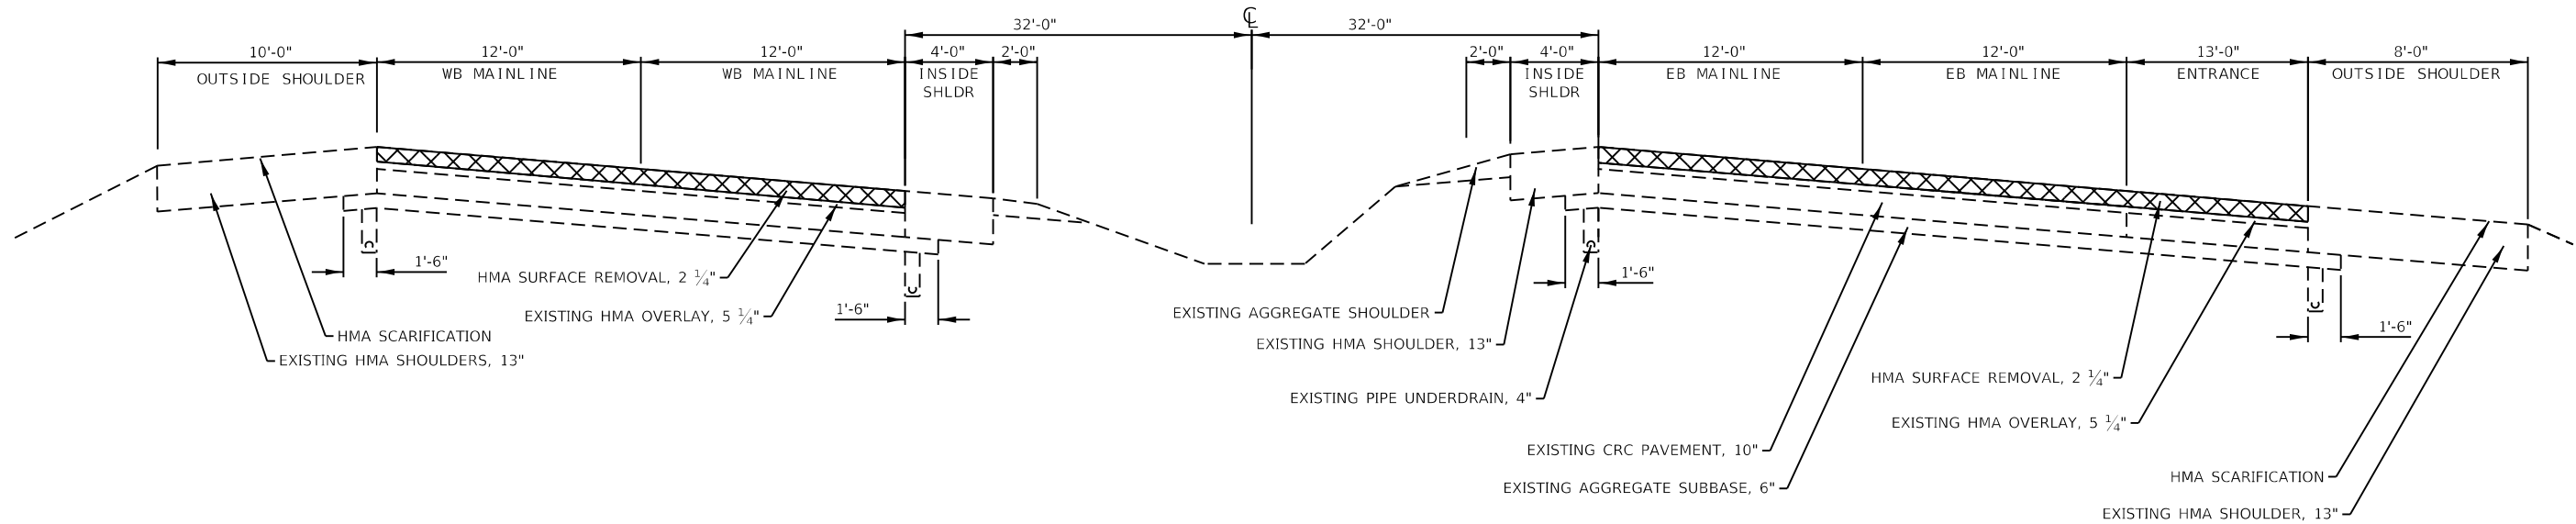 ℄
32'-0" 32'-0"
10'-0" 12'-0" 12'-0" 4'-0" 2'-0" 2'-0" 4'-0" 12'-0" 12'-0" 13'-0" 8'-0"
OUTSIDE SHOULDER WB MAINLINE WB MAINLINE INSIDE INSIDE EB MAINLINE EB MAINLINE ENTRANCE OUTSIDE SHOULDER
SHLDR SHLDR
1'-6"
HMA SURFACE REMOVAL, 2 ¼"
1'-6"
EXISTING HMA OVERLAY, 5 ¼"
1'-6"
EXISTING AGGREGATE SHOULDER
1'-6"
HMA SCARIFICATION
EXISTING HMA SHOULDER, 13"
EXISTING HMA SHOULDERS, 13"
HMA SURFACE REMOVAL, 2 ¼"
EXISTING PIPE UNDERDRAIN, 4"
EXISTING HMA OVERLAY, 5 ¼"
EXISTING CRC PAVEMENT, 10"
HMA SCARIFICATION
EXISTING AGGREGATE SUBBASE, 6"
EXISTING HMA SHOULDER, 13"